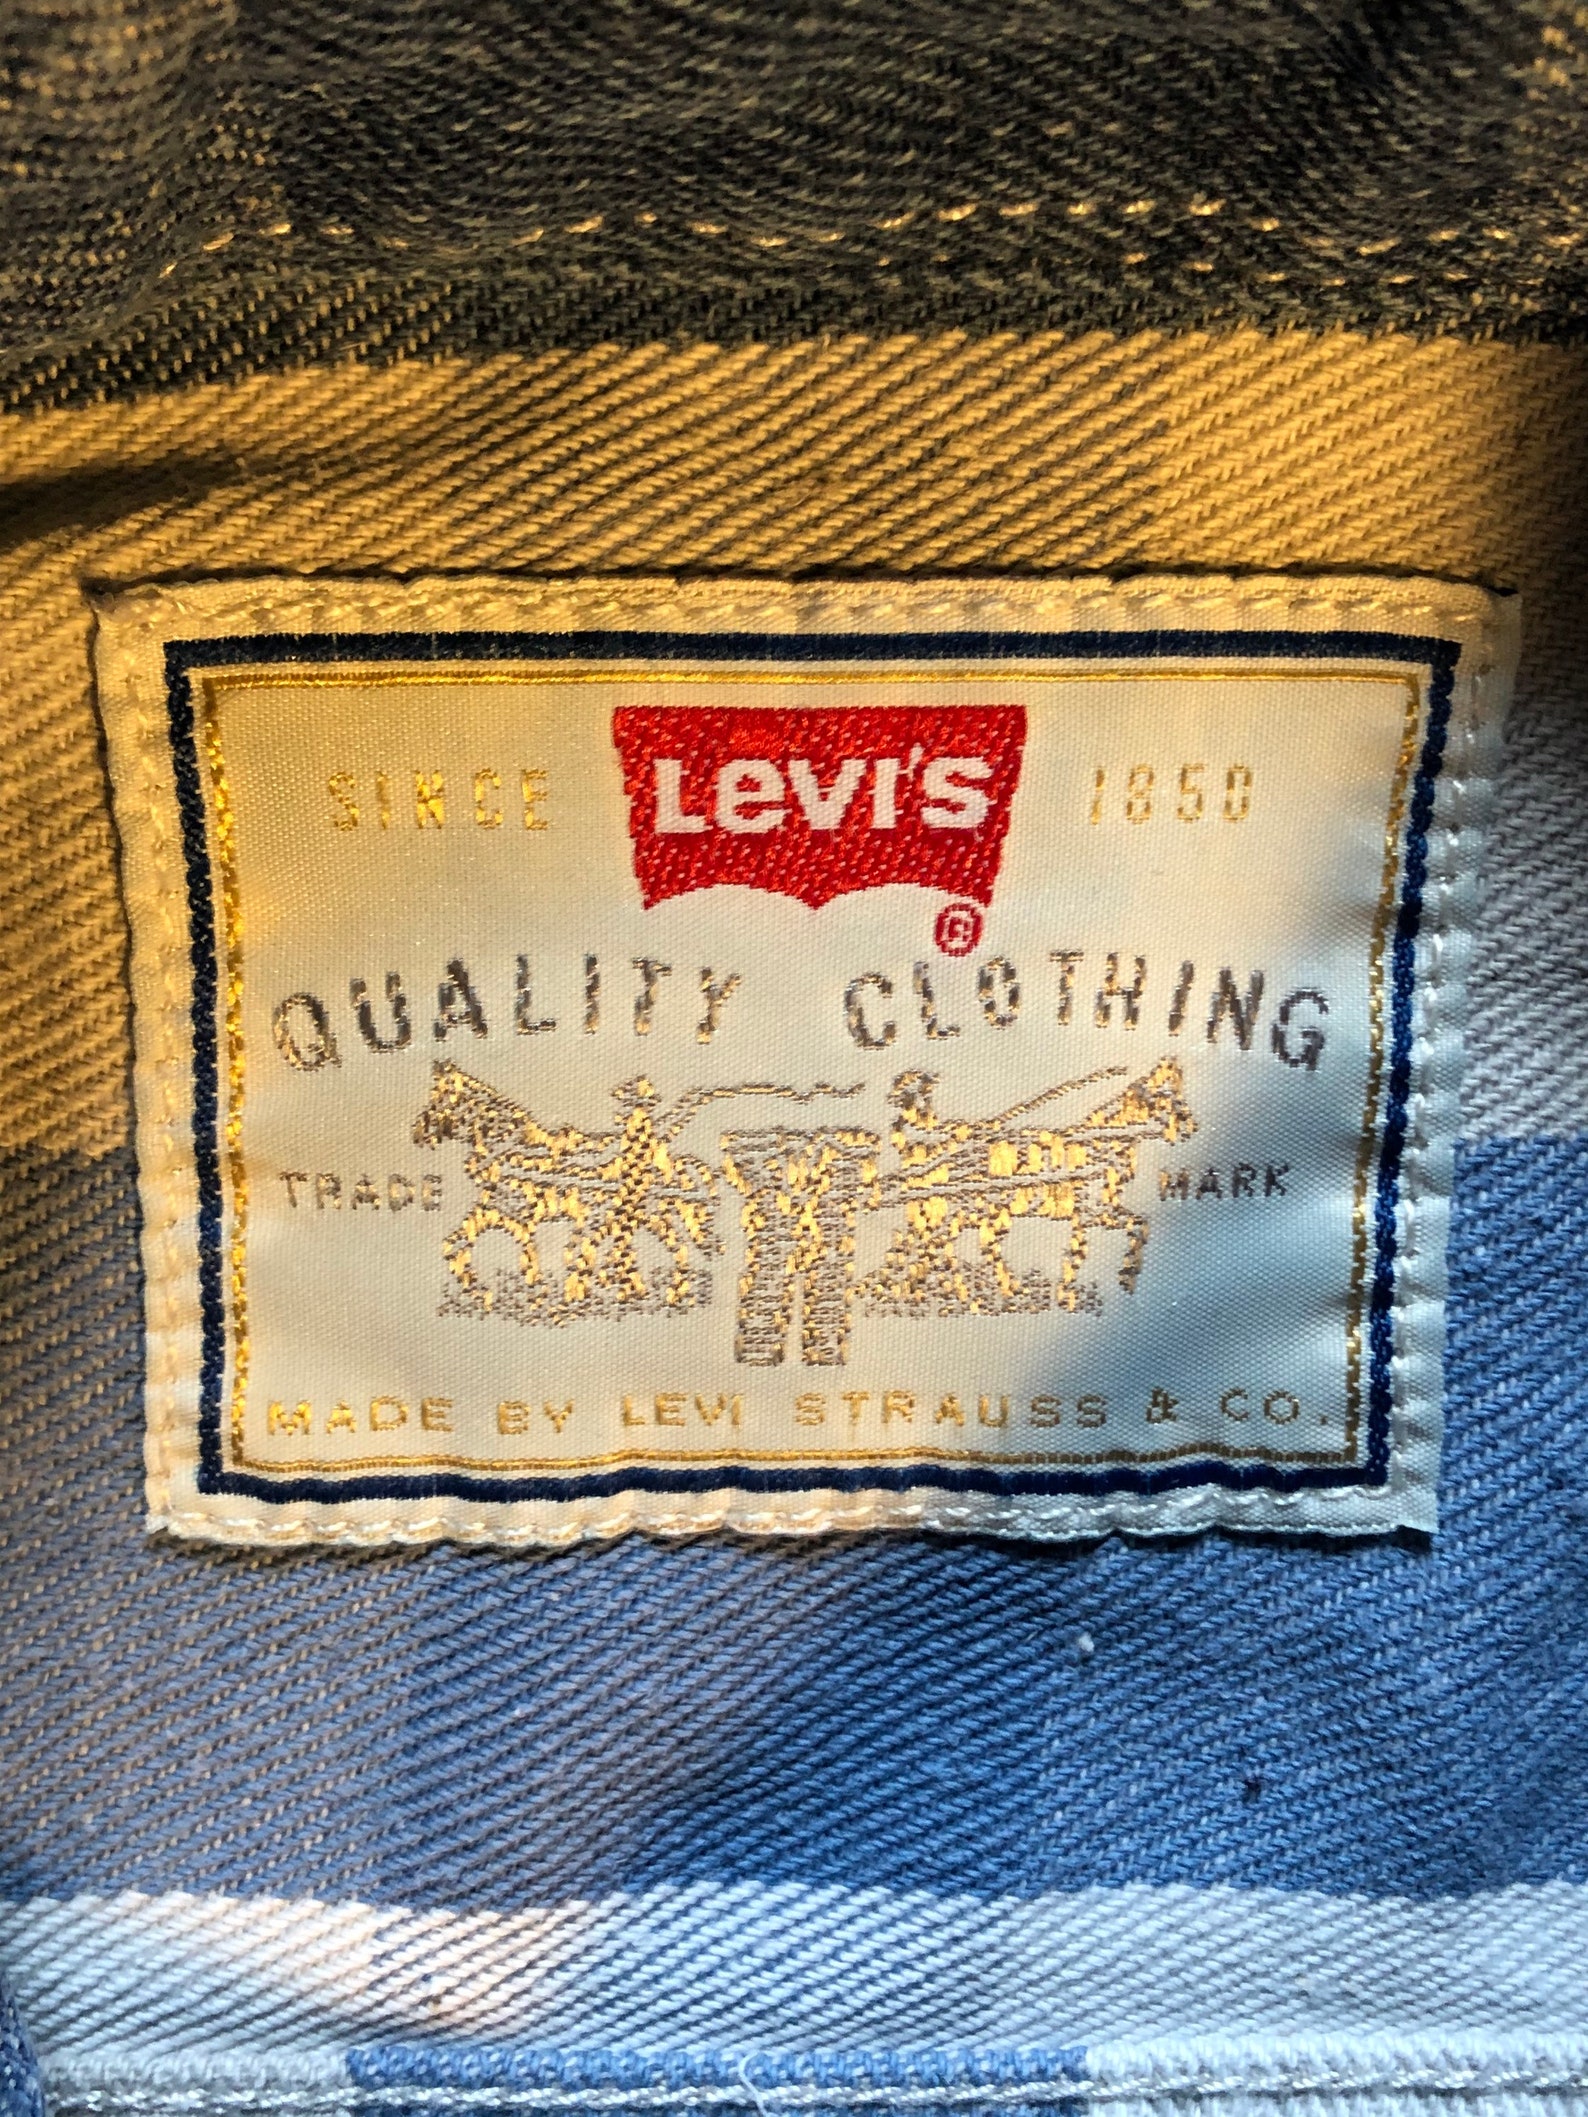 SINCE LEVI'S 1850
®
QUALITY CLOTHING
TRADE MARK
MADE BY LEVI STRAUSS & CO.